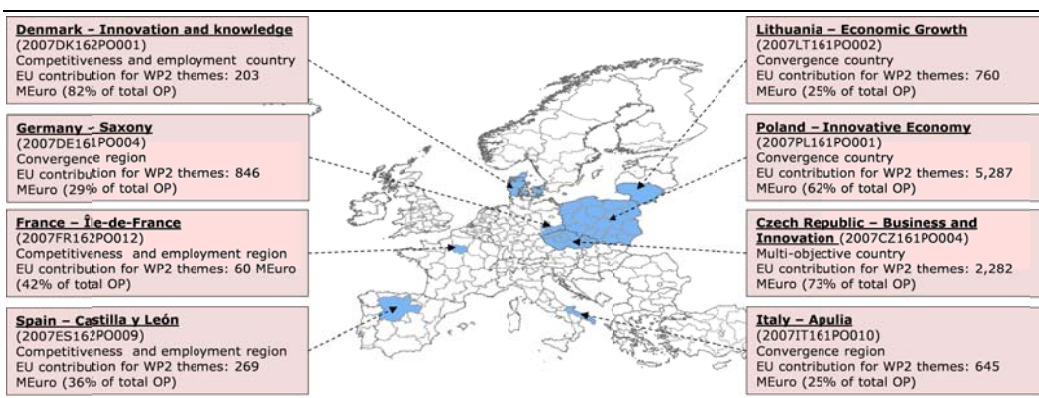 Denmark - Innovation and knowledge
(2007DK162PO001)
Competitiveness and employment country
EU contribution for WP2 themes: 203
MEuro (82% of total OP)
Germany - Saxony
(2007DE161PO004)
Convergence region
EU contribution for WP2 themes: 846
MEuro (29% of total OP)
France – Île-de-France
(2007FR162PO012)
Competitiveness and employment region
EU contribution for WP2 themes: 60 MEuro
(42% of total OP)
Spain – Castilla y León
(2007ES162PO009)
Competitiveness and employment region
EU contribution for WP2 themes: 269
MEuro (36% of total OP)
Lithuania – Economic Growth
(2007LT161PO002)
Convergence country
EU contribution for WP2 themes: 760
MEuro (25% of total OP)
Poland – Innovative Economy
(2007PL161PO001)
Convergence country
EU contribution for WP2 themes: 5,287
MEuro (62% of total OP)
Czech Republic – Business and
Innovation (2007CZ161PO004)
Multi-objective country
EU contribution for WP2 themes: 2,282
MEuro (73% of total OP)
Italy – Apulia
(2007IT161PO010)
Convergence region
EU contribution for WP2 themes: 645
MEuro (25% of total OP)